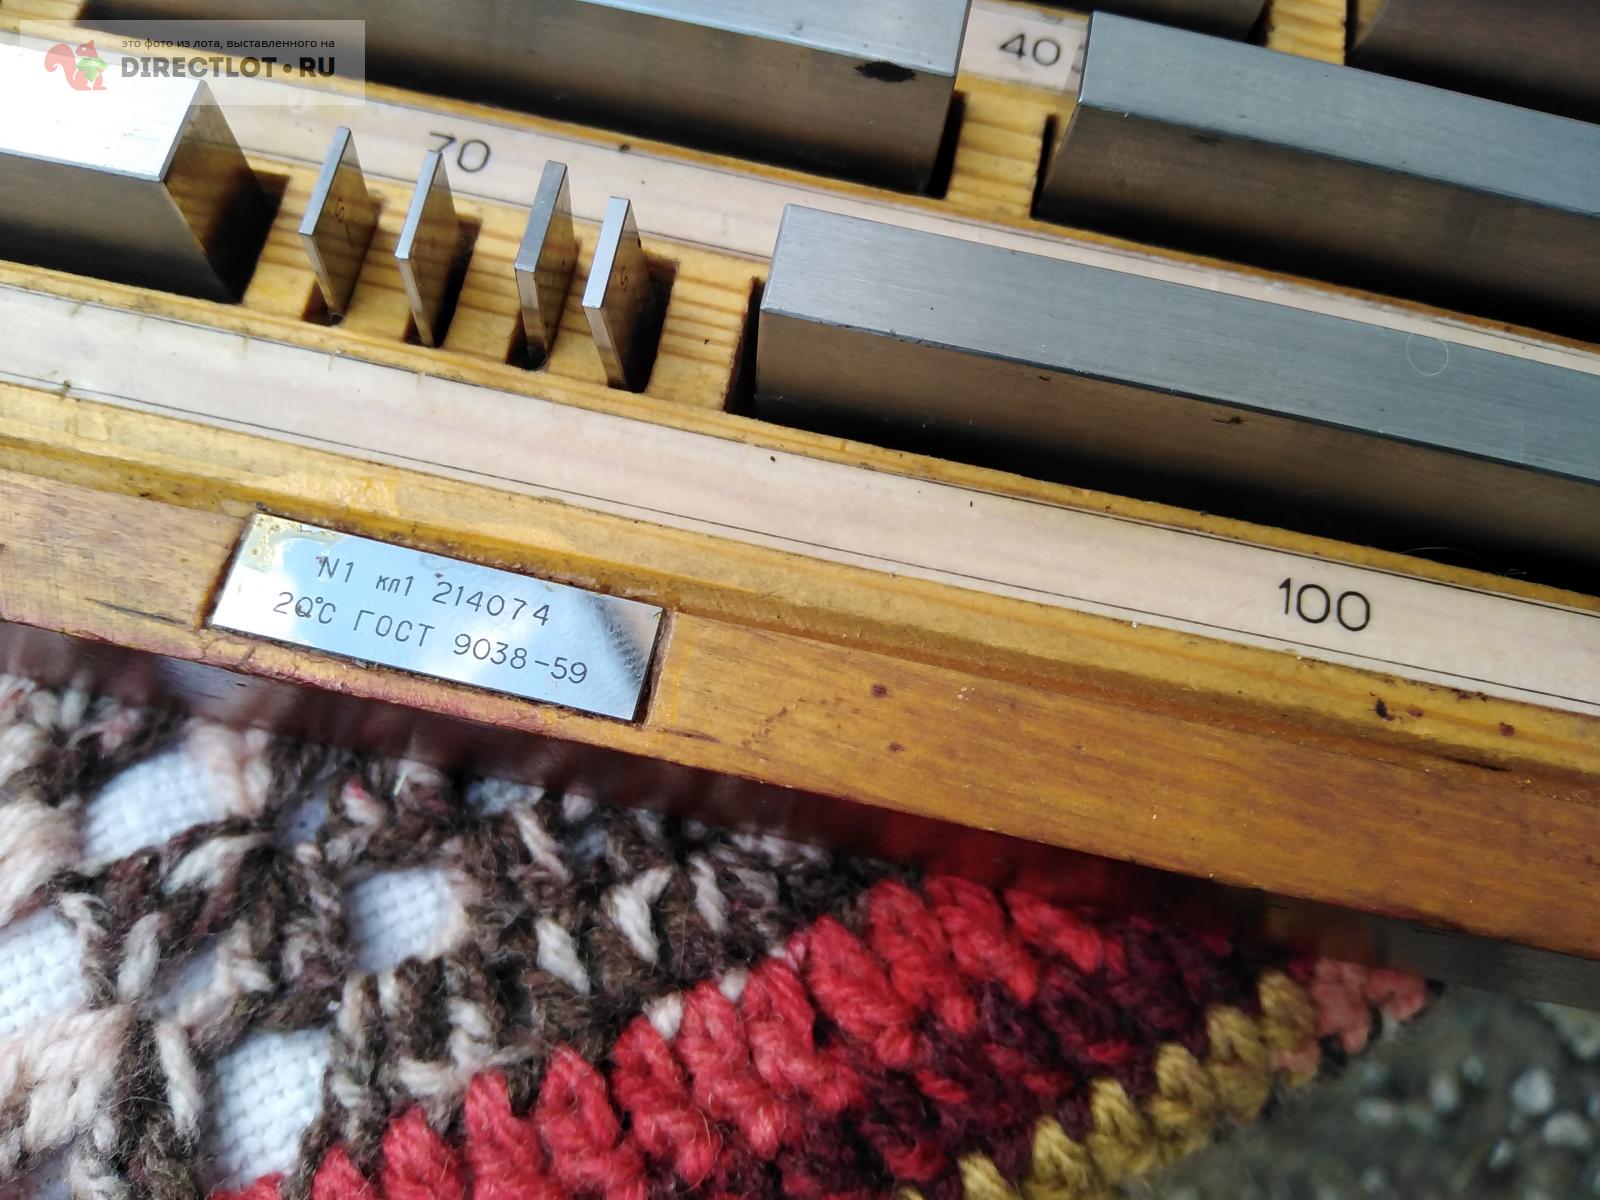 это фото из лота, выставленного на
DIRECTLOT•RU
40
70
N1 кл1 214074
20°С ГОСТ 9038-59
100